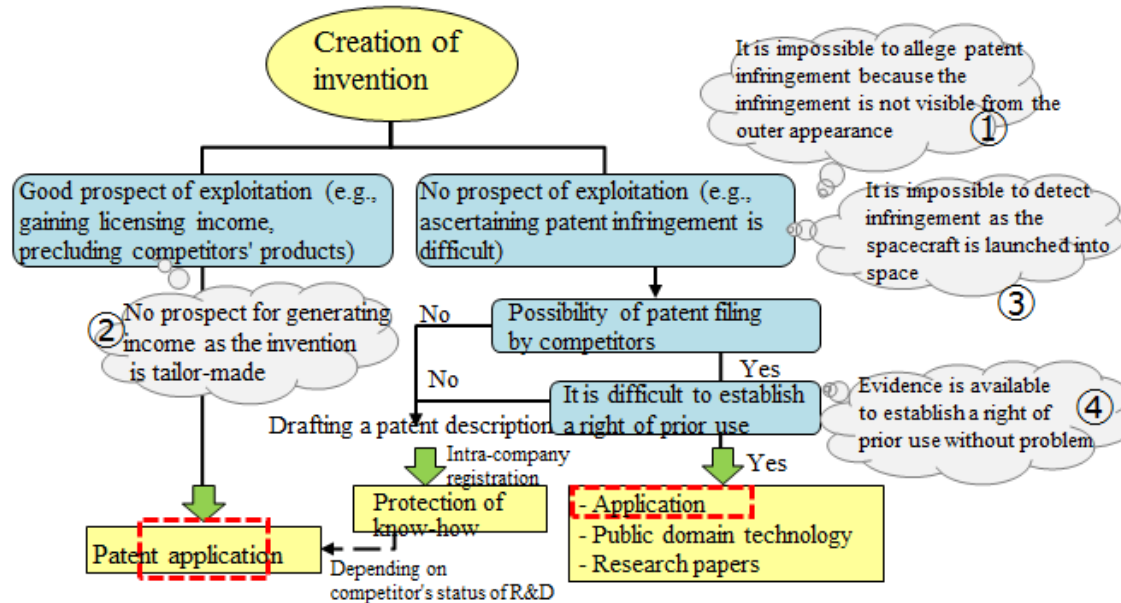 Creation of
invention
It is impossible to allege patent
infringement because the
infringement is not visible from the
outer appearance
①
Good prospect of exploitation (e.g.,
gaining licensing income,
precluding competitors' products)
No prospect of exploitation (e.g.,
ascertaining patent infringement is
difficult)
It is impossible to detect
infringement as the
spacecraft is launched into
space
③
②
No prospect for generating
income as the invention
is tailor-made
No
Possibility of patent filing
by competitors
Yes
No
It is difficult to establish
a right of prior use
Evidence is available
to establish a right of
prior use without problem
④
Drafting a patent description
Intra-company
registration
Yes
Protection of
know-how
- Application
- Public domain technology
- Research papers
Patent application
Depending on
competitor's status of R&D